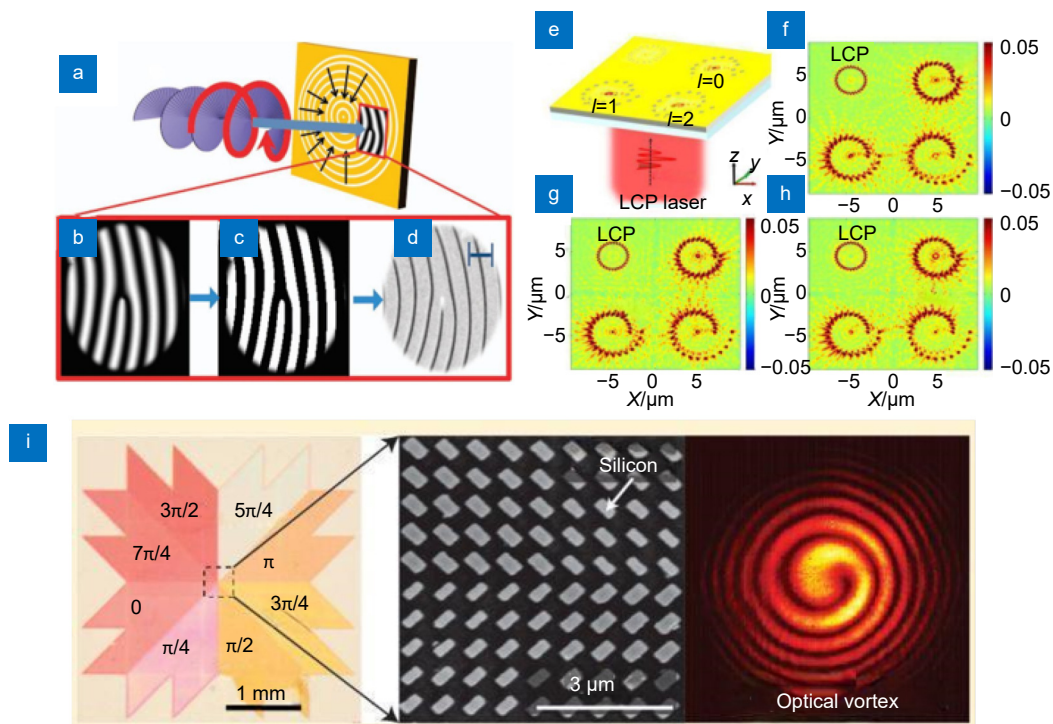 a
b
c
d
e
l=0
l=1
l=2
LCP laser
z
y
x
f
LCP
Y/μm
5
0
−5
−5 0 5
0.05
0
−0.05
g
LCP
Y/μm
5
0
−5
−5 0 5
X/μm
0.05
0
−0.05
h
LCP
Y/μm
5
0
−5
−5 0 5
X/μm
0.05
0
−0.05
i
3π/2
5π/4
7π/4
π
0
3π/4
π/4
π/2
1 mm
Silicon
3 μm
Optical vortex